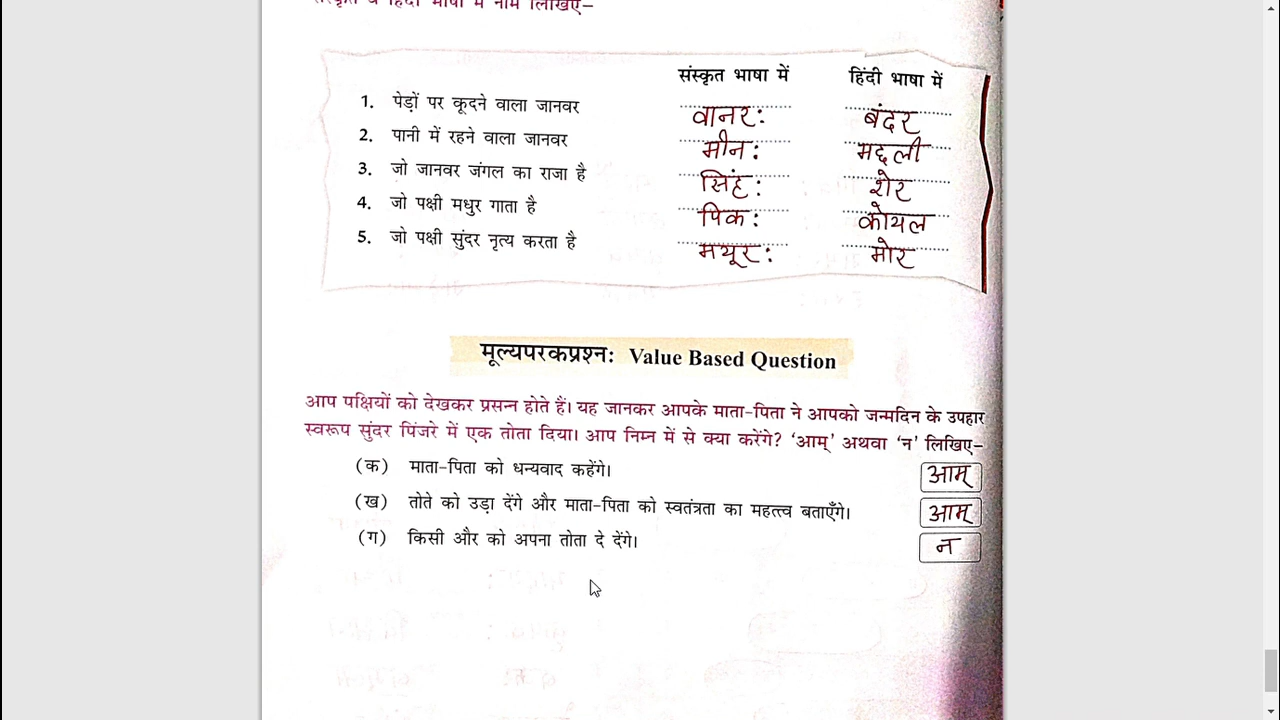 संस्कृत व हिंदी भाषा में नाम लिखिए–
संस्कृत भाषा में हिंदी भाषा में
1. पेड़ों पर कूदने वाला जानवर वानर: बंदर
2. पानी में रहने वाला जानवर मीन: मछली
3. जो जानवर जंगल का राजा है सिंह: शेर
4. जो पक्षी मधुर गाता है पिक: कोयल
5. जो पक्षी सुंदर नृत्य करता है मयूर: मोर
मूल्यपरकप्रश्न: Value Based Question
आप पक्षियों को देखकर प्रसन्न होते हैं। यह जानकर आपके माता-पिता ने आपको जन्मदिन के उपहार
स्वरूप सुंदर पिंजरे में एक तोता दिया। आप निम्न में से क्या करेंगे? ‘आम्’ अथवा ‘न’ लिखिए–
(क) माता-पिता को धन्यवाद कहेंगे। आम्
(ख) तोते को उड़ा देंगे और माता-पिता को स्वतंत्रता का महत्त्व बताएँगे। आम्
(ग) किसी और को अपना तोता दे देंगे। न